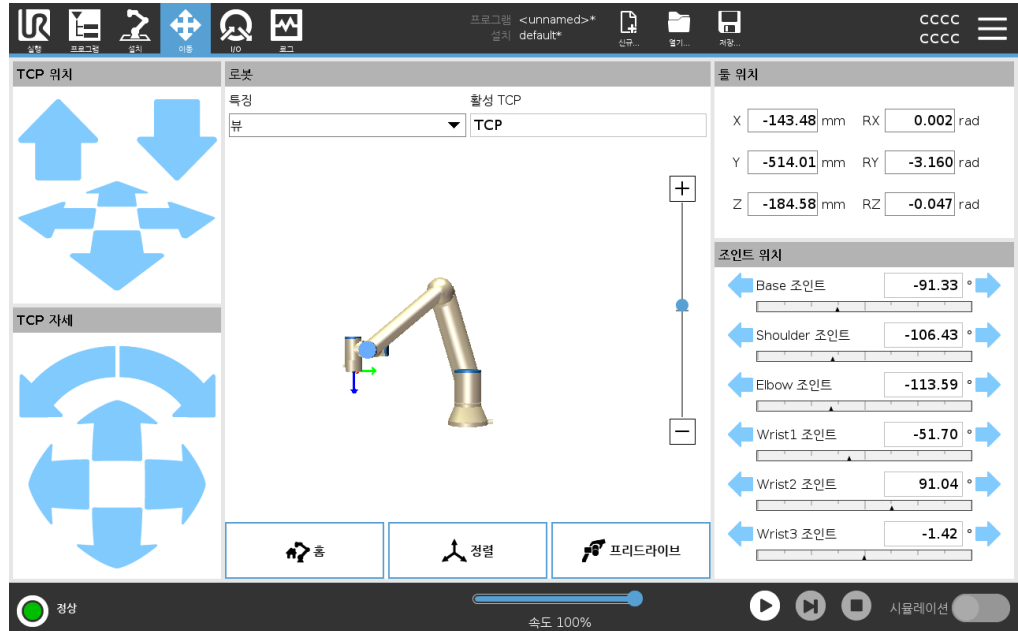 UR
실행
프로그램
설치
이동
I/O
로그
프로그램 <unnamed>*
설치 default*
신규...
열기...
저장...
CCCC
CCCC
TCP 위치
로봇
툴 위치
특징
활성 TCP
뷰
TCP
X -143.48 mm RX 0.002 rad
Y -514.01 mm RY -3.160 rad
Z -184.58 mm RZ -0.047 rad
조인트 위치
Base 조인트 -91.33 °
Shoulder 조인트 -106.43 °
Elbow 조인트 -113.59 °
Wrist1 조인트 -51.70 °
Wrist2 조인트 91.04 °
Wrist3 조인트 -1.42 °
TCP 자세
홈
정렬
프리드라이브
정상
속도 100%
시뮬레이션